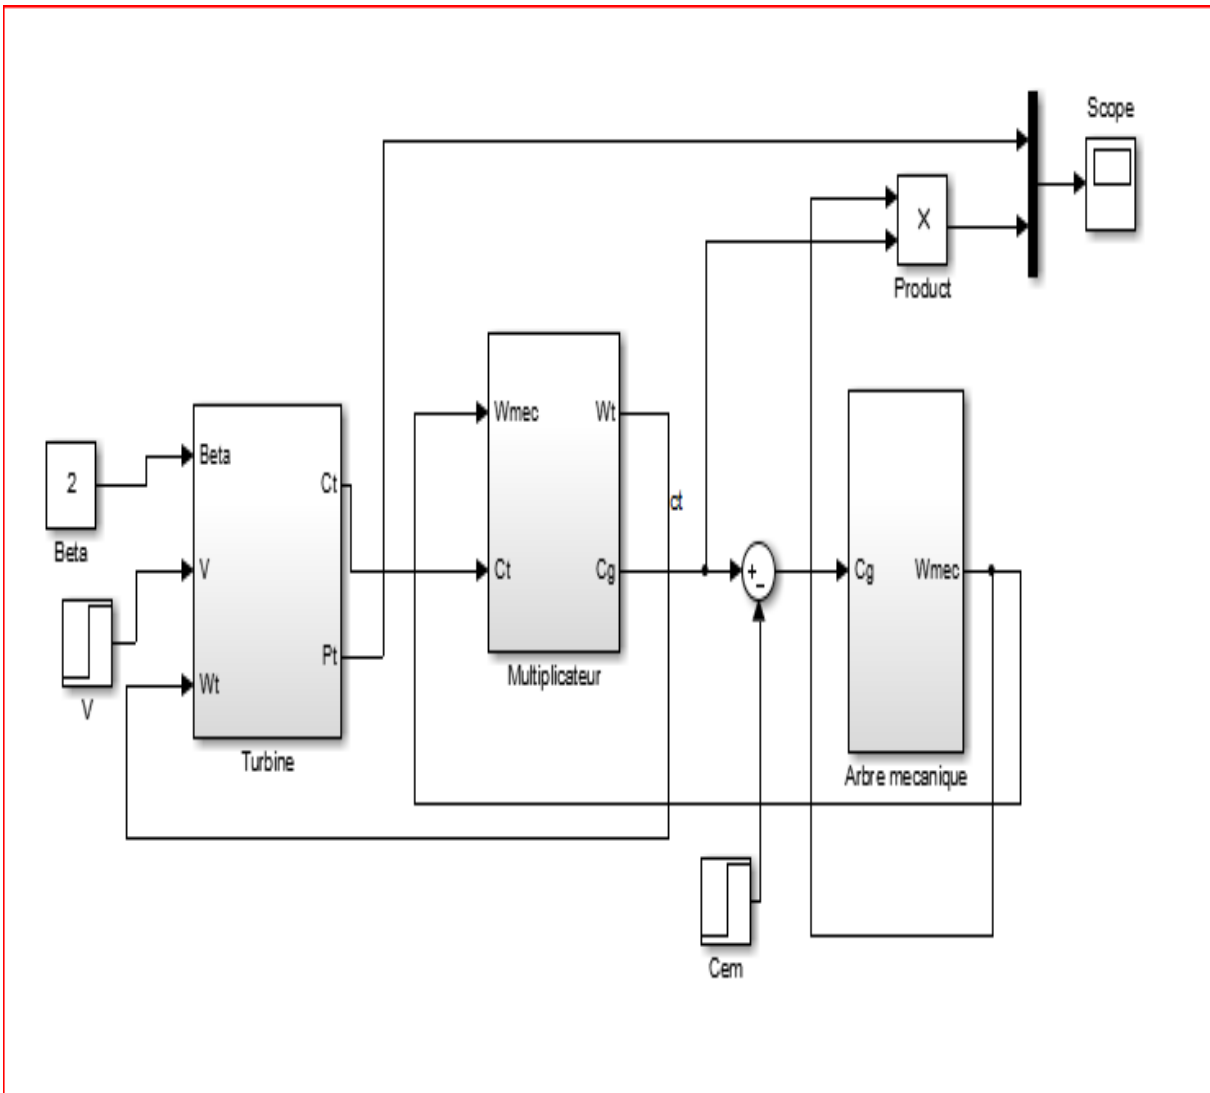 Scope
X
Product
Wmec
Wt
Beta
2
Ct
ct
Beta
V
Ct
Cg
+
−
Cg
Wmec
Pt
Wt
Multiplicateur
V
Turbine
Arbre mecanique
Cem